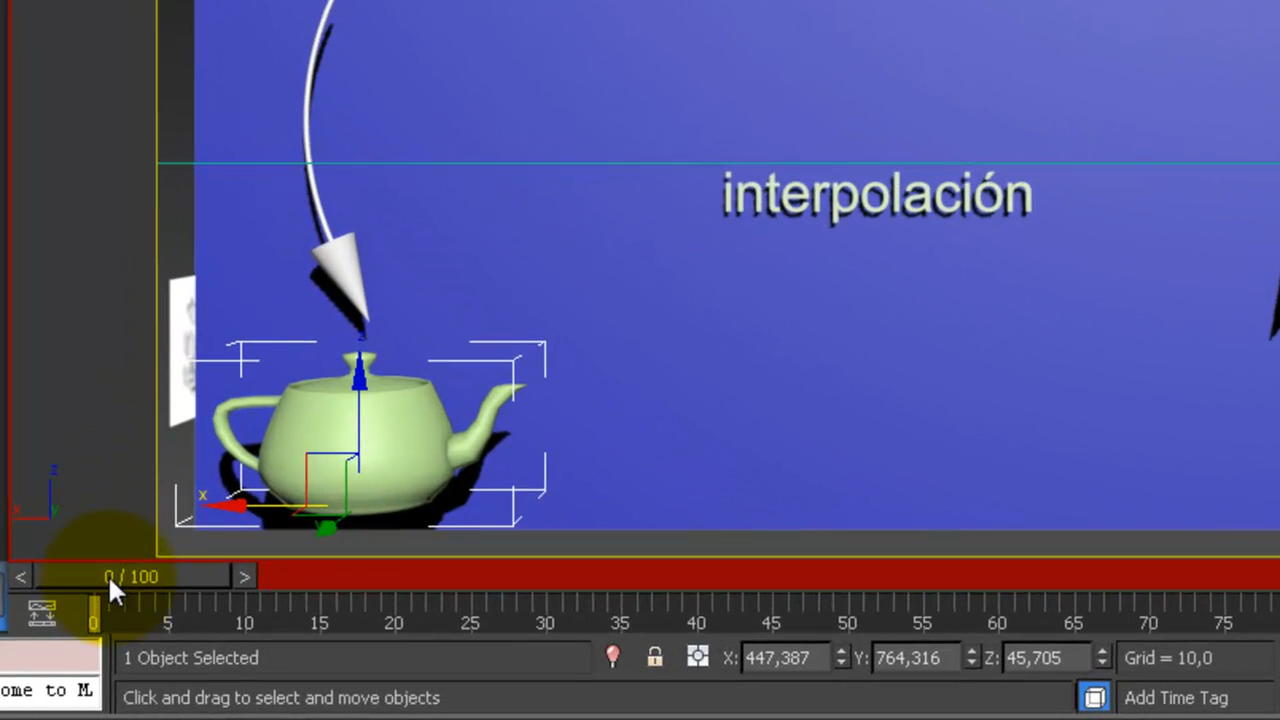 interpolación
z
x
z
x
y
< 0 / 100 >
0 5 10 15 20 25 30 35 40 45 50 55 60 65 70 75
1 Object Selected X: 447,387 Y: 764,316 Z: 45,705 Grid = 10,0
ome to M
Click and drag to select and move objects Add Time Tag